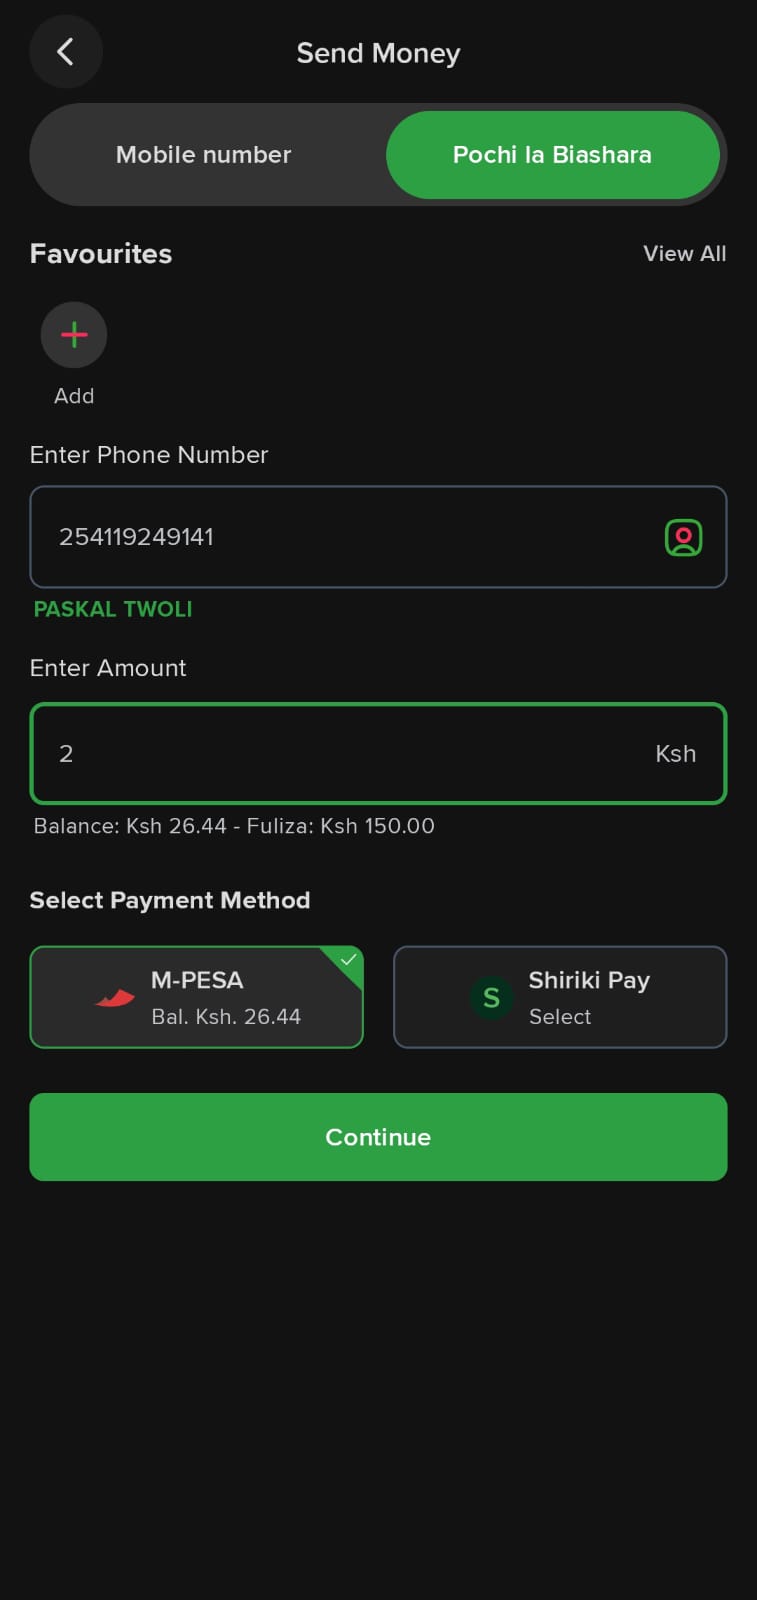 Send Money
Mobile number
Pochi la Biashara
Favourites
View All
Add
Enter Phone Number
254119249141
PASKAL TWOLI
Enter Amount
2
Ksh
Balance: Ksh 26.44 - Fuliza: Ksh 150.00
Select Payment Method
M-PESA
Bal. Ksh. 26.44
S
Shiriki Pay
Select
Continue